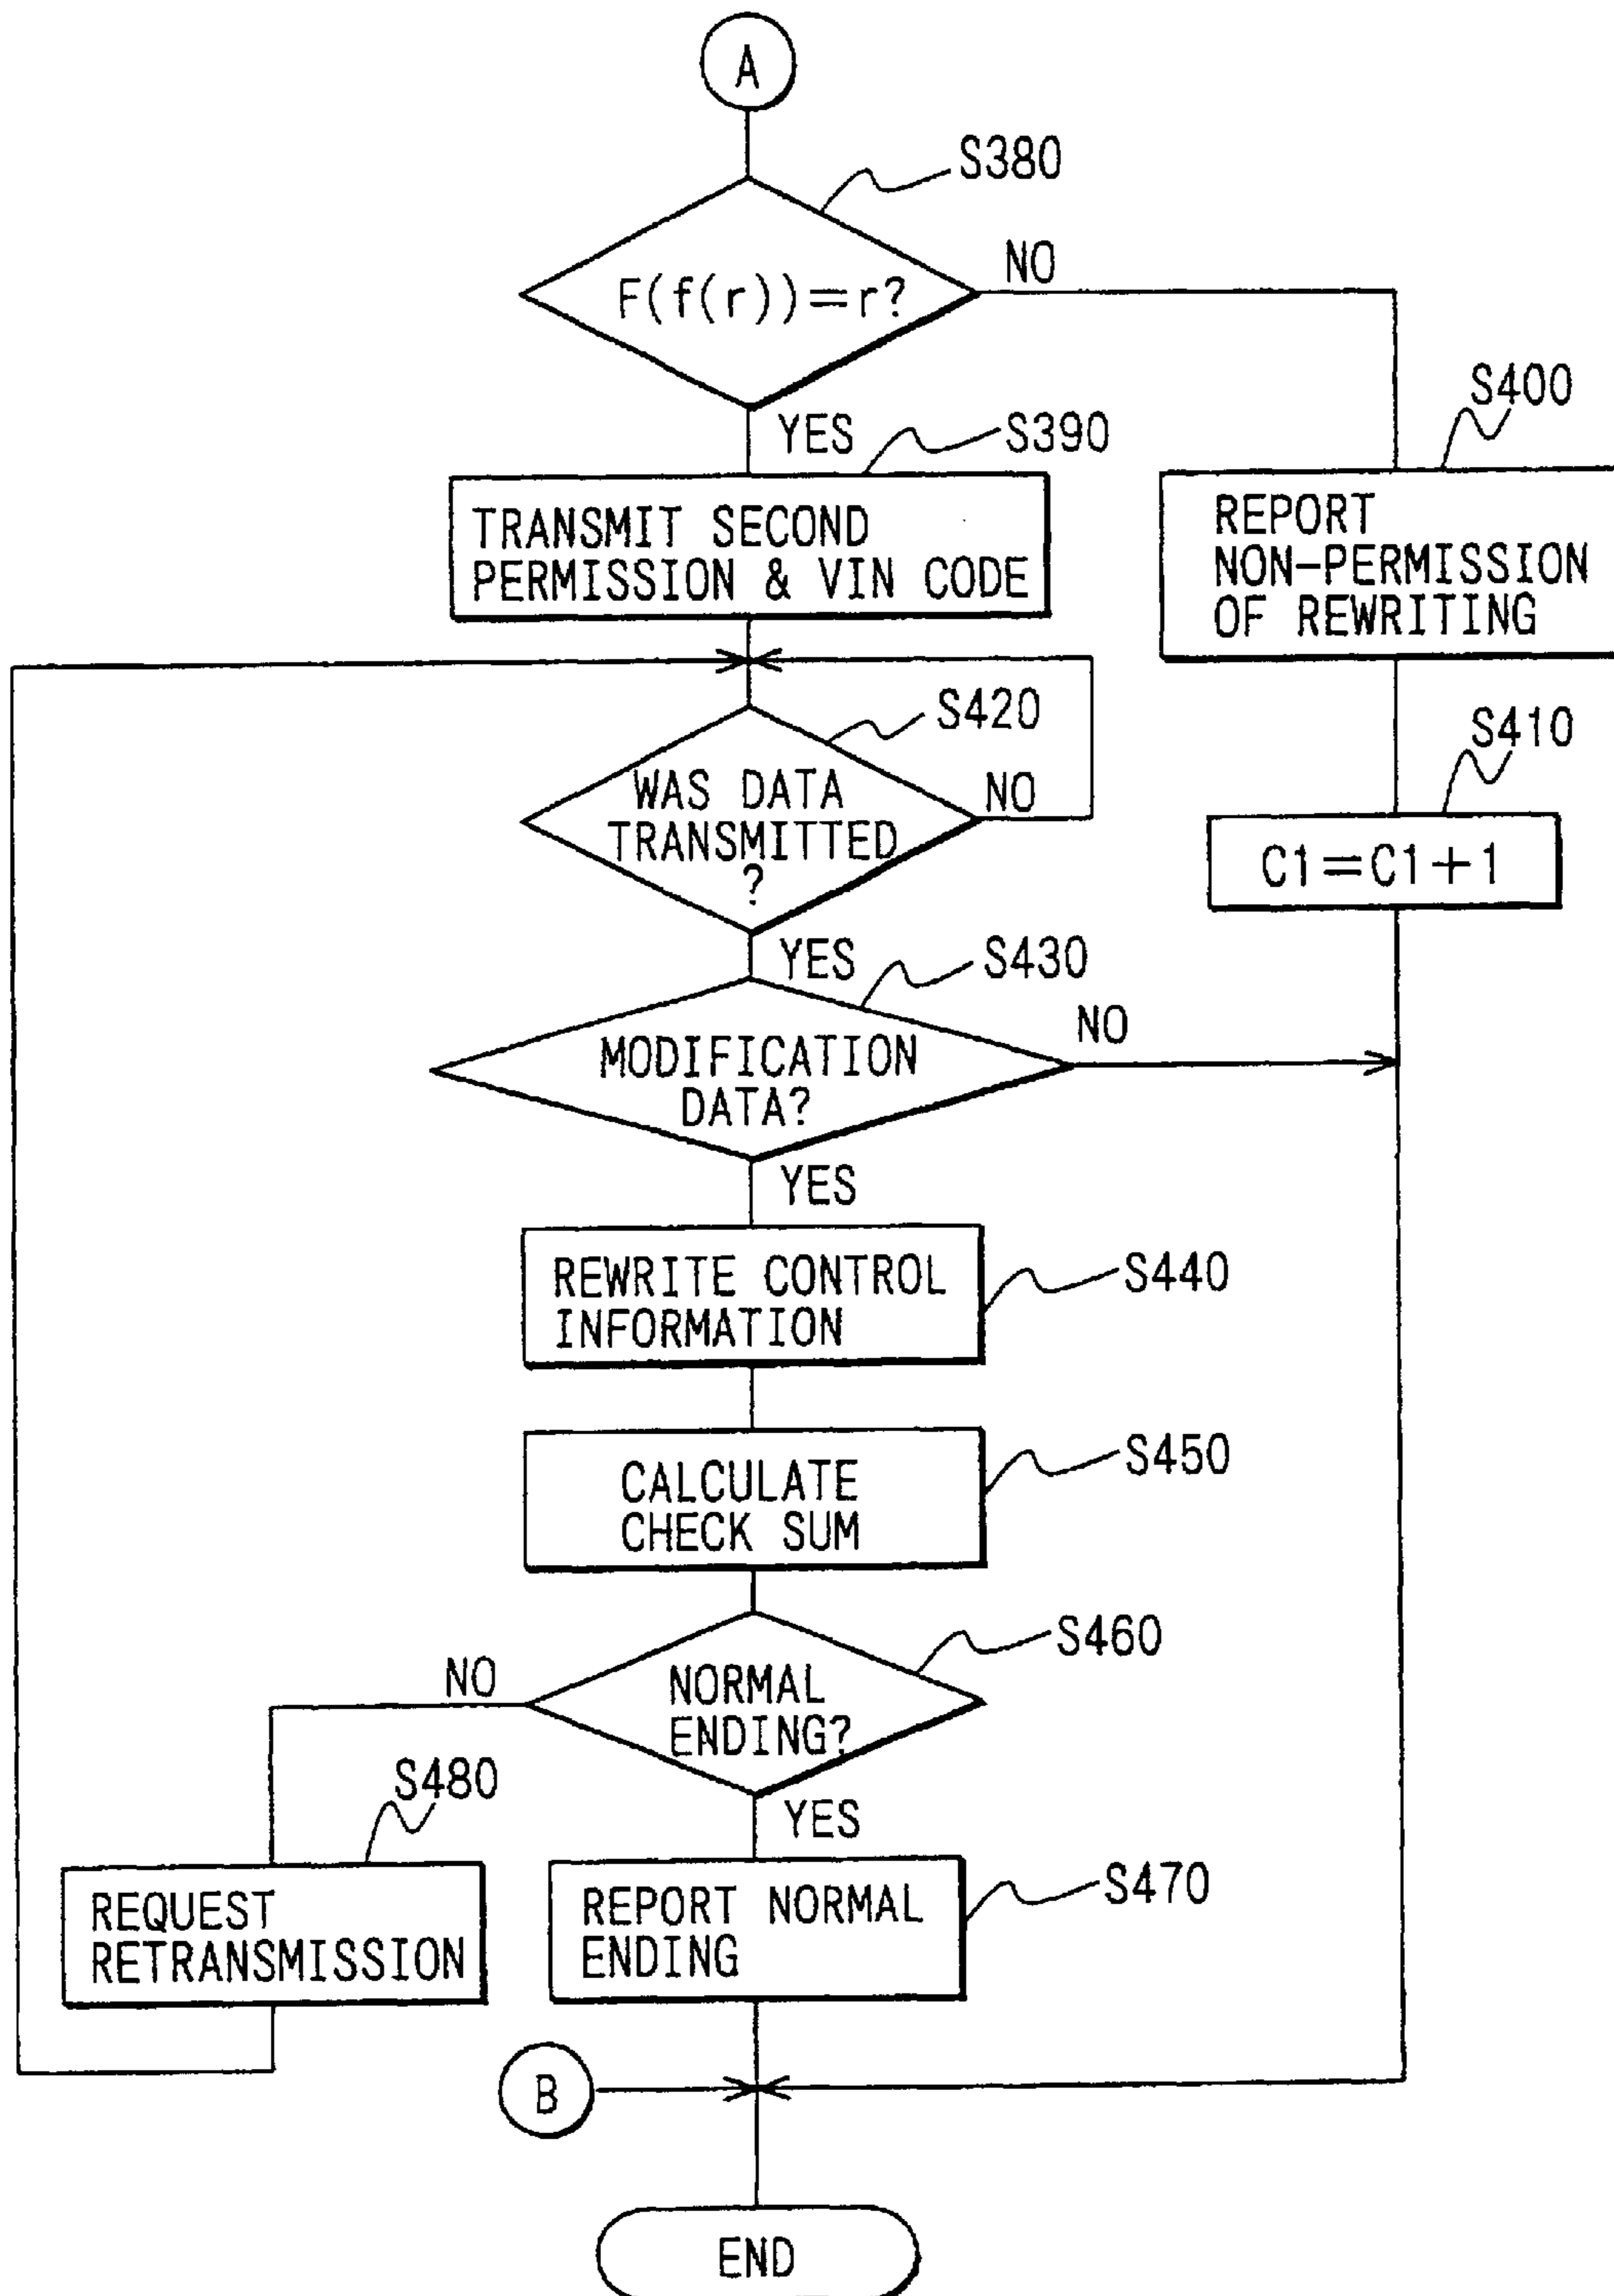 A
S380
F(f(r))=r?
NO
YES
S390
S400
TRANSMIT SECOND
PERMISSION & VIN CODE
REPORT
NON-PERMISSION
OF REWRITING
S420
S410
WAS DATA
TRANSMITTED
?
NO
C1=C1+1
YES
S430
MODIFICATION
DATA?
NO
YES
REWRITE CONTROL
INFORMATION
S440
CALCULATE
CHECK SUM
S450
S460
NO
NORMAL
ENDING?
S480
YES
REQUEST
RETRANSMISSION
REPORT NORMAL
ENDING
S470
B
END